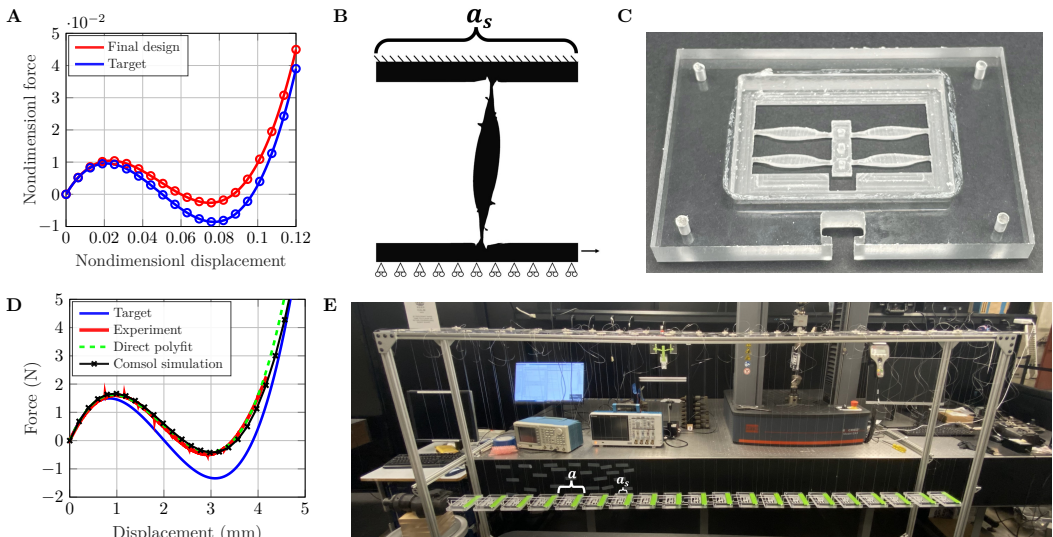 A
·10⁻²
5
4
3
2
1
0
−1
Nondimensionl force
Final design
Target
0
0.02
0.04
0.06
0.08
0.1
0.12
Nondimensionl displacement
B
a_s
C
D
5
4
3
2
1
0
−1
−2
Force (N)
Target
Experiment
Direct polyfit
Comsol simulation
0
1
2
3
4
5
Displacement (mm)
E
a
a_s